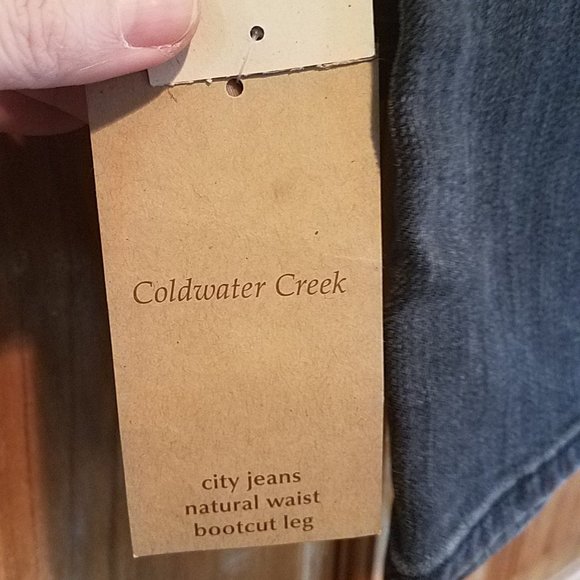 Coldwater Creek
city jeans
natural waist
bootcut leg